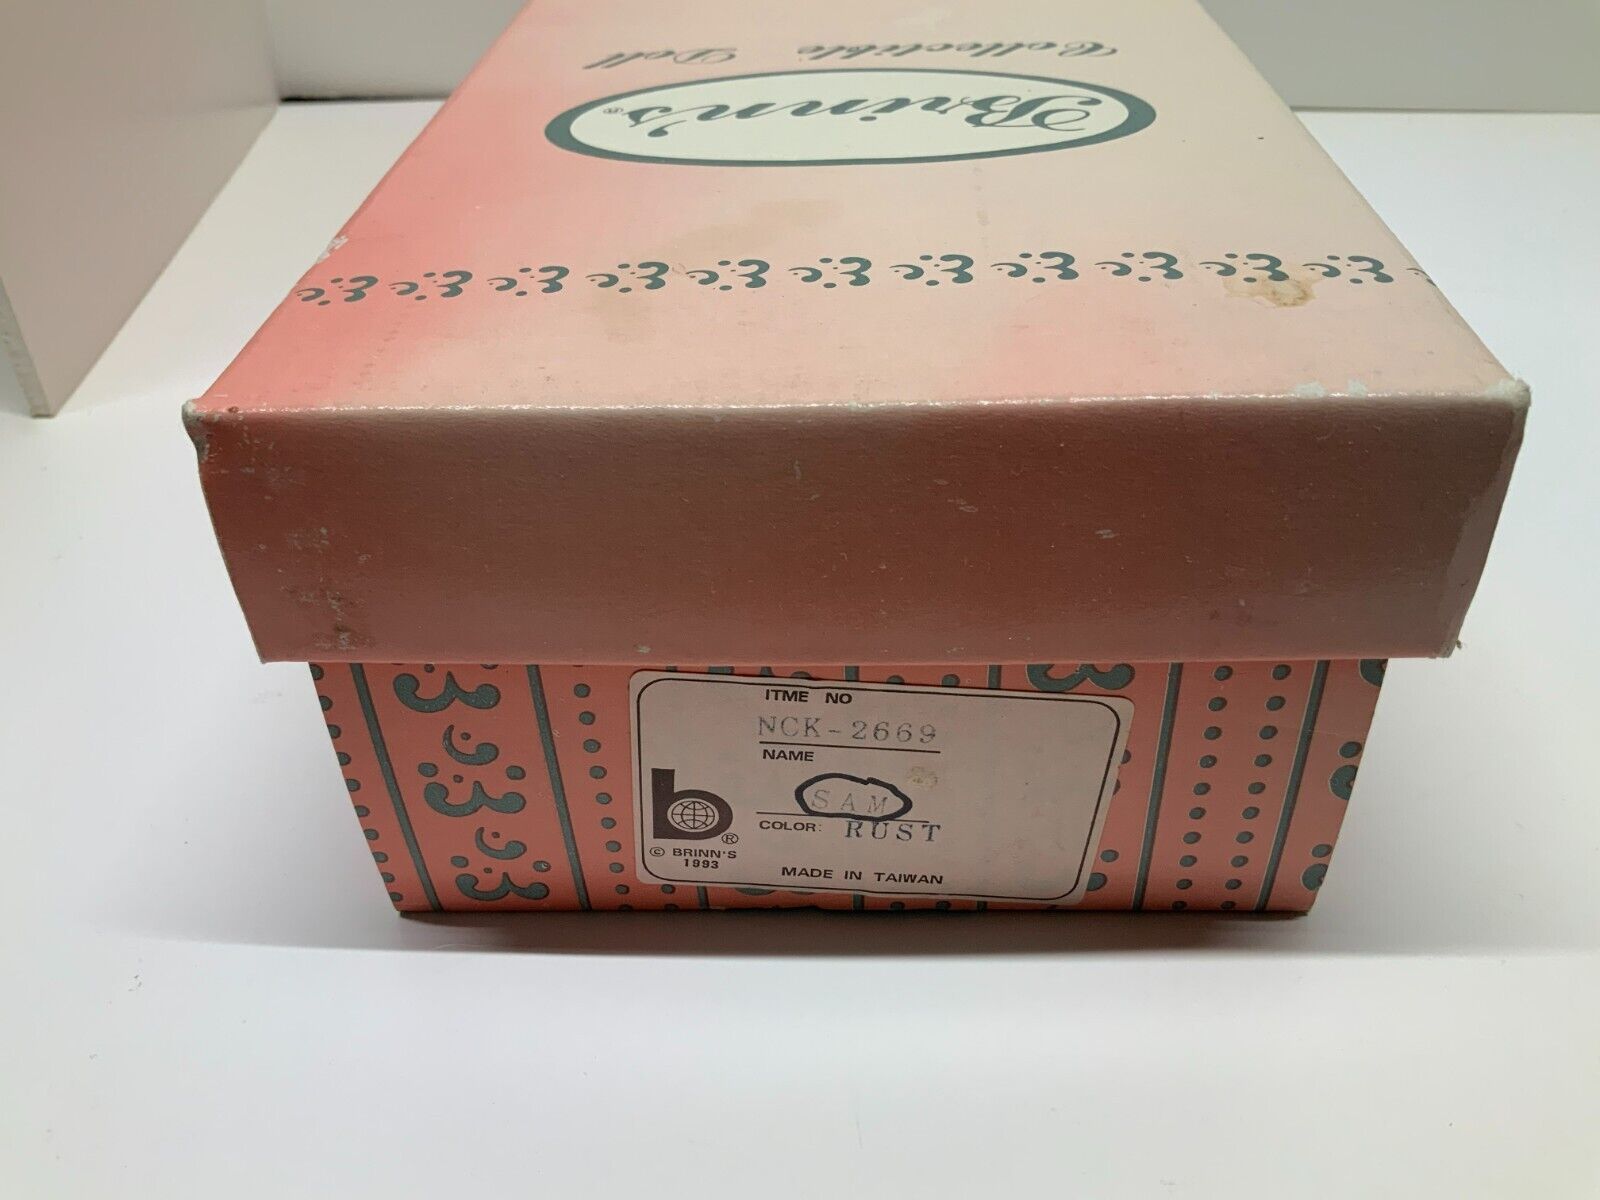 Brinn's®
Collectible Doll
ITME NO
NCK-2669
NAME
SAM
COLOR: RUST
b®
© BRINN'S
1993
MADE IN TAIWAN